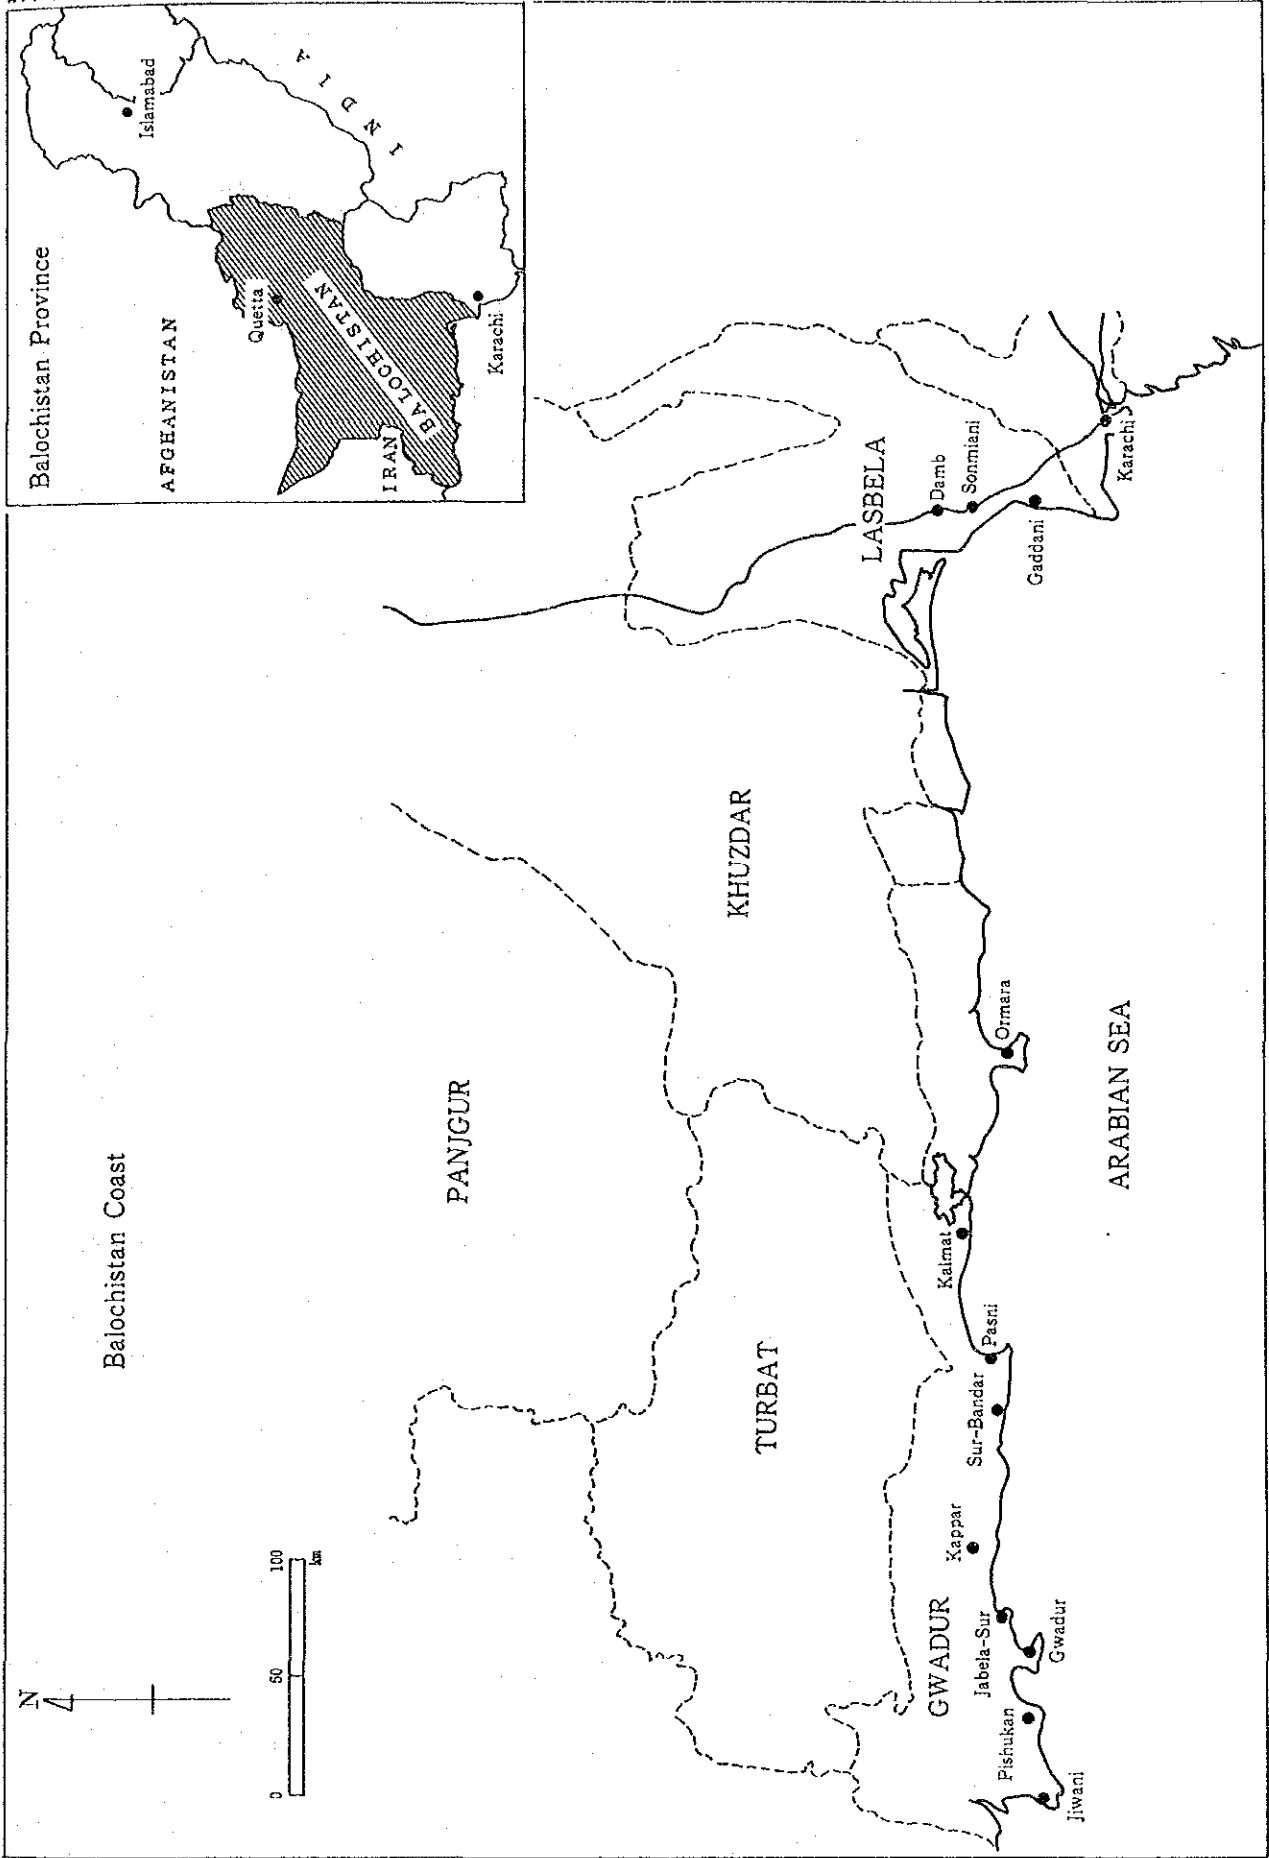 Balochistan Coast
N
0
50
100
km
Balochistan Province
AFGHANISTAN
IRAN
INDIA
BALOCHISTAN
Islamabad
Quetta
Karachi
PANJGUR
TURBAT
KHUZDAR
LASBELA
GWADUR
Jiwani
Pishukan
Gwadur
Jabela-Sur
Kappar
Sur-Bandar
Pasni
Kalmat
Ormara
Damb
Sonmiani
Gaddani
Karachi
ARABIAN SEA